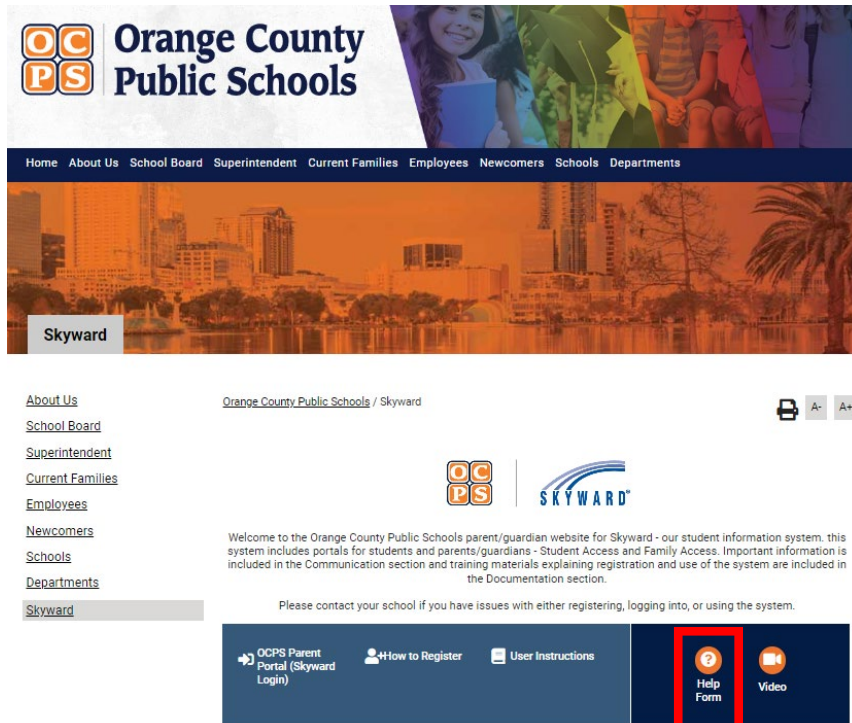 OC
PS
Orange County
Public Schools
Home About Us School Board Superintendent Current Families Employees Newcomers Schools Departments
Skyward
About Us
School Board
Superintendent
Current Families
Employees
Newcomers
Schools
Departments
Skyward
Orange County Public Schools / Skyward
A- A+
OC
PS
SKYWARD
Welcome to the Orange County Public Schools parent/guardian website for Skyward - our student information system. this
system includes portals for students and parents/guardians - Student Access and Family Access. Important information is
included in the Communication section and training materials explaining registration and use of the system are included in
the Documentation section.
Please contact your school if you have issues with either registering, logging into, or using the system.
OCPS Parent
Portal (Skyward
Login)
How to Register
User Instructions
Help
Form
Video